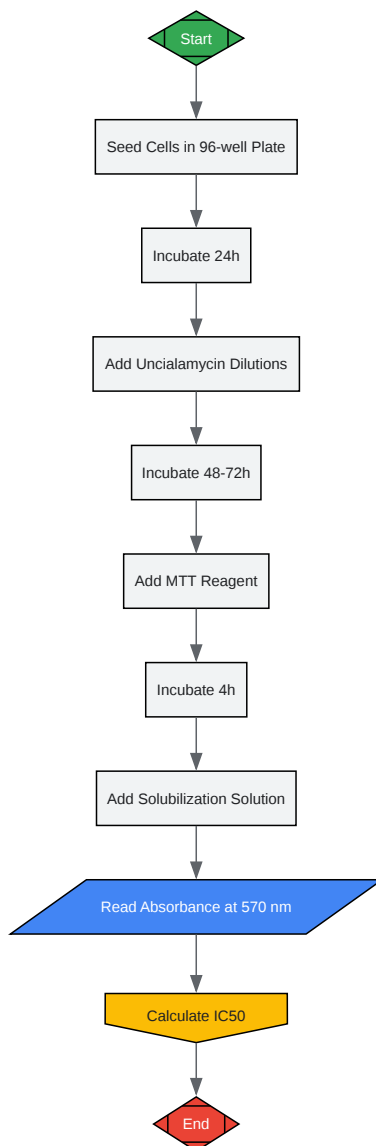 Start
Seed Cells in 96-well Plate
Incubate 24h
Add Uncialamycin Dilutions
Incubate 48-72h
Add MTT Reagent
Incubate 4h
Add Solubilization Solution
Read Absorbance at 570 nm
Calculate IC50
End